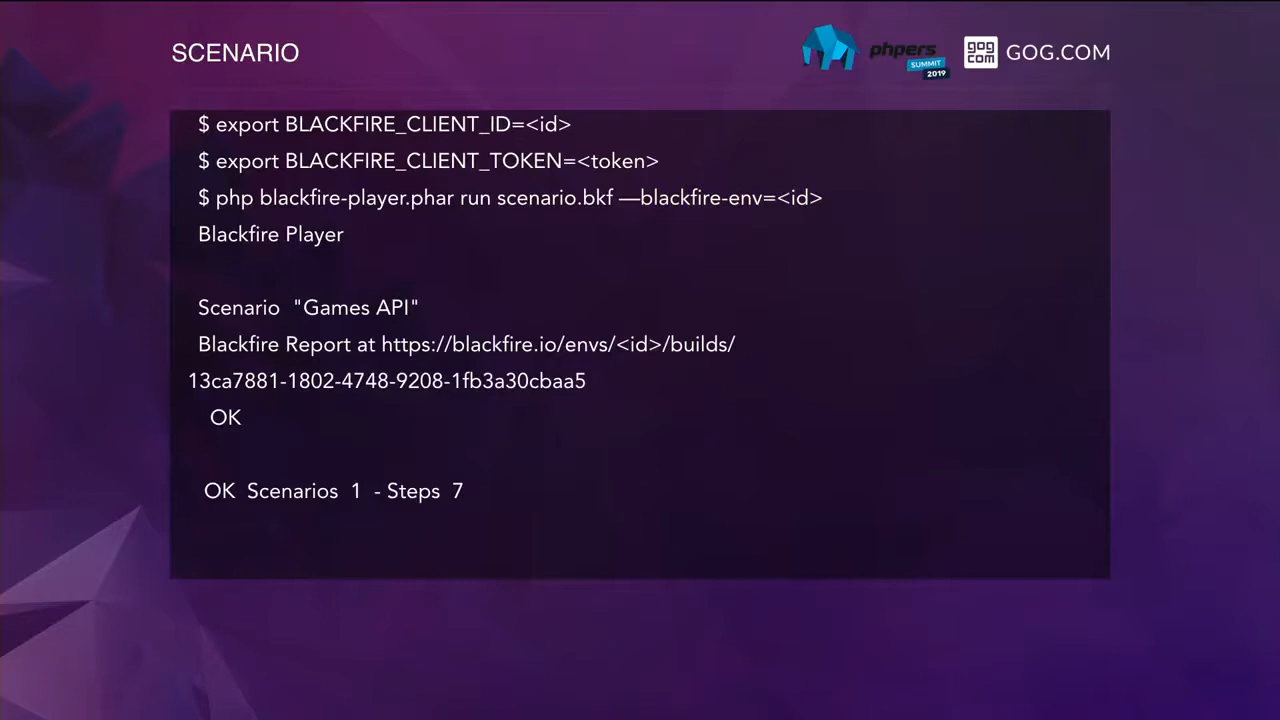 SCENARIO
phpers
SUMMIT
2019
gog
com
GOG.COM
$ export BLACKFIRE_CLIENT_ID=<id>
$ export BLACKFIRE_CLIENT_TOKEN=<token>
$ php blackfire-player.phar run scenario.bkf —blackfire-env=<id>
Blackfire Player
Scenario "Games API"
Blackfire Report at https://blackfire.io/envs/<id>/builds/
13ca7881-1802-4748-9208-1fb3a30cbaa5
OK
OK Scenarios 1 - Steps 7